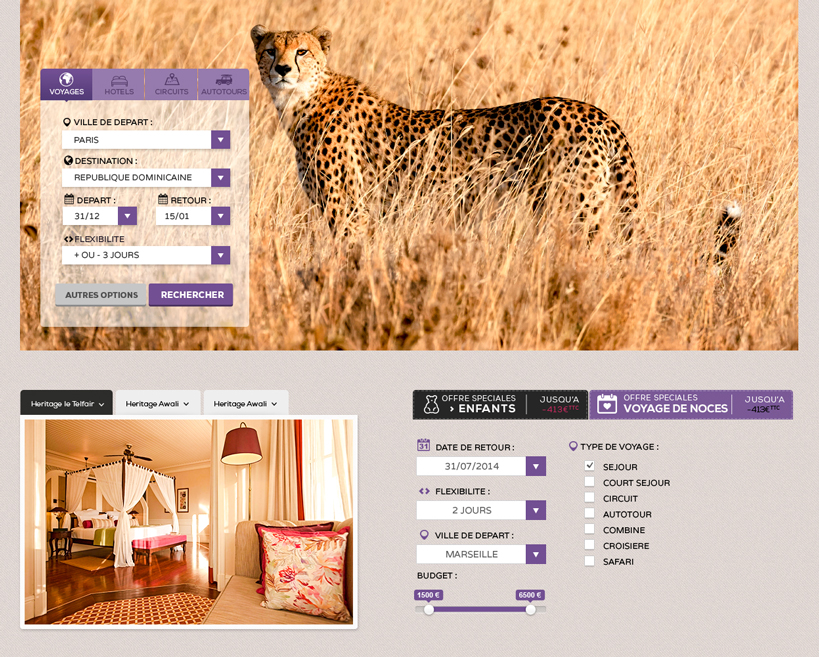 VOYAGES HOTELS CIRCUITS AUTOTOURS
VILLE DE DEPART :
PARIS
DESTINATION :
REPUBLIQUE DOMINICAINE
DEPART : RETOUR :
31/12 15/01
FLEXIBILITE
+ OU - 3 JOURS
AUTRES OPTIONS RECHERCHER
Heritage le Telfair Heritage Awali Heritage Awali
OFFRE SPECIALES JUSQU'A
> ENFANTS -413€TTC
OFFRE SPECIALES JUSQU'A
VOYAGE DE NOCES -413€TTC
31 DATE DE RETOUR :
31/07/2014
FLEXIBILITE :
2 JOURS
VILLE DE DEPART :
MARSEILLE
BUDGET :
1500 € 6500 €
TYPE DE VOYAGE :
SEJOUR
COURT SEJOUR
CIRCUIT
AUTOTOUR
COMBINE
CROISIERE
SAFARI